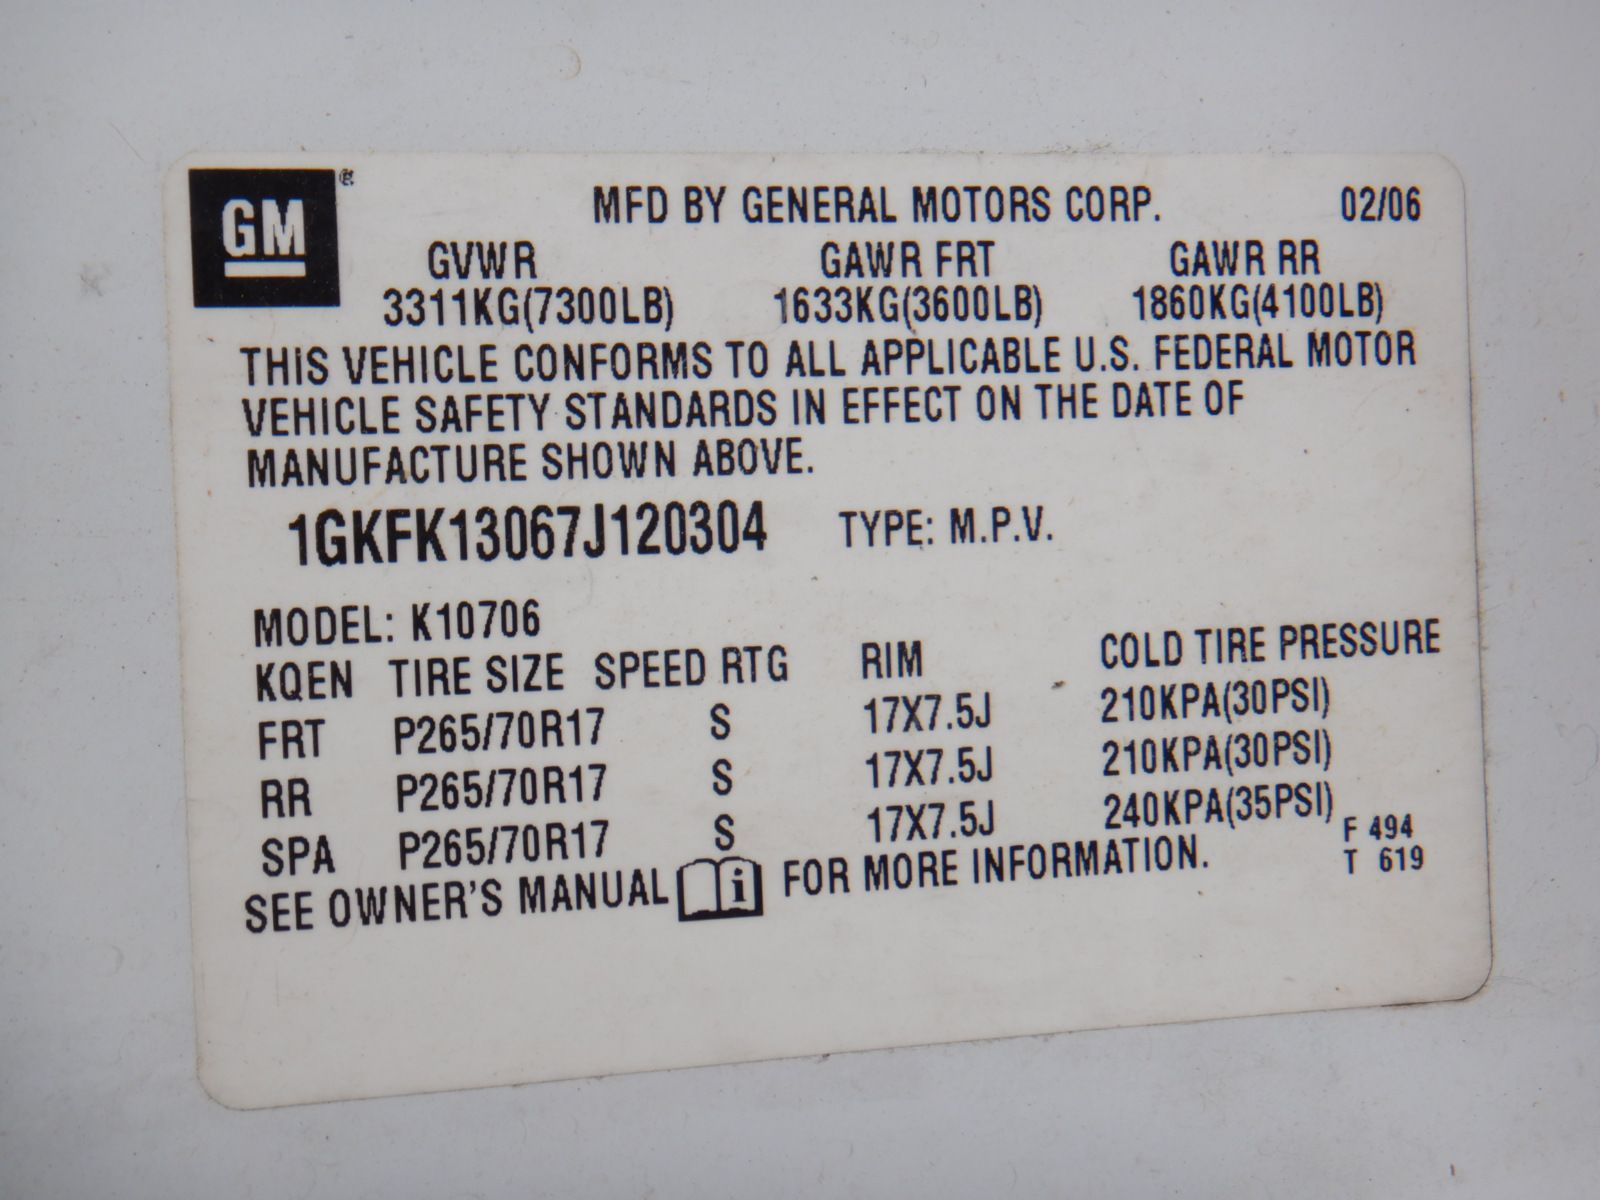 GM
MFD BY GENERAL MOTORS CORP. 02/06
GVWR GAWR FRT GAWR RR
3311KG(7300LB) 1633KG(3600LB) 1860KG(4100LB)
THIS VEHICLE CONFORMS TO ALL APPLICABLE U.S. FEDERAL MOTOR
VEHICLE SAFETY STANDARDS IN EFFECT ON THE DATE OF
MANUFACTURE SHOWN ABOVE.
1GKFK13067J120304 TYPE: M.P.V.
MODEL: K10706
KQEN TIRE SIZE SPEED RTG RIM COLD TIRE PRESSURE
FRT P265/70R17 S 17X7.5J 210KPA(30PSI)
RR P265/70R17 S 17X7.5J 210KPA(30PSI)
SPA P265/70R17 S 17X7.5J 240KPA(35PSI)
SEE OWNER'S MANUAL i FOR MORE INFORMATION.
F 494
T 619